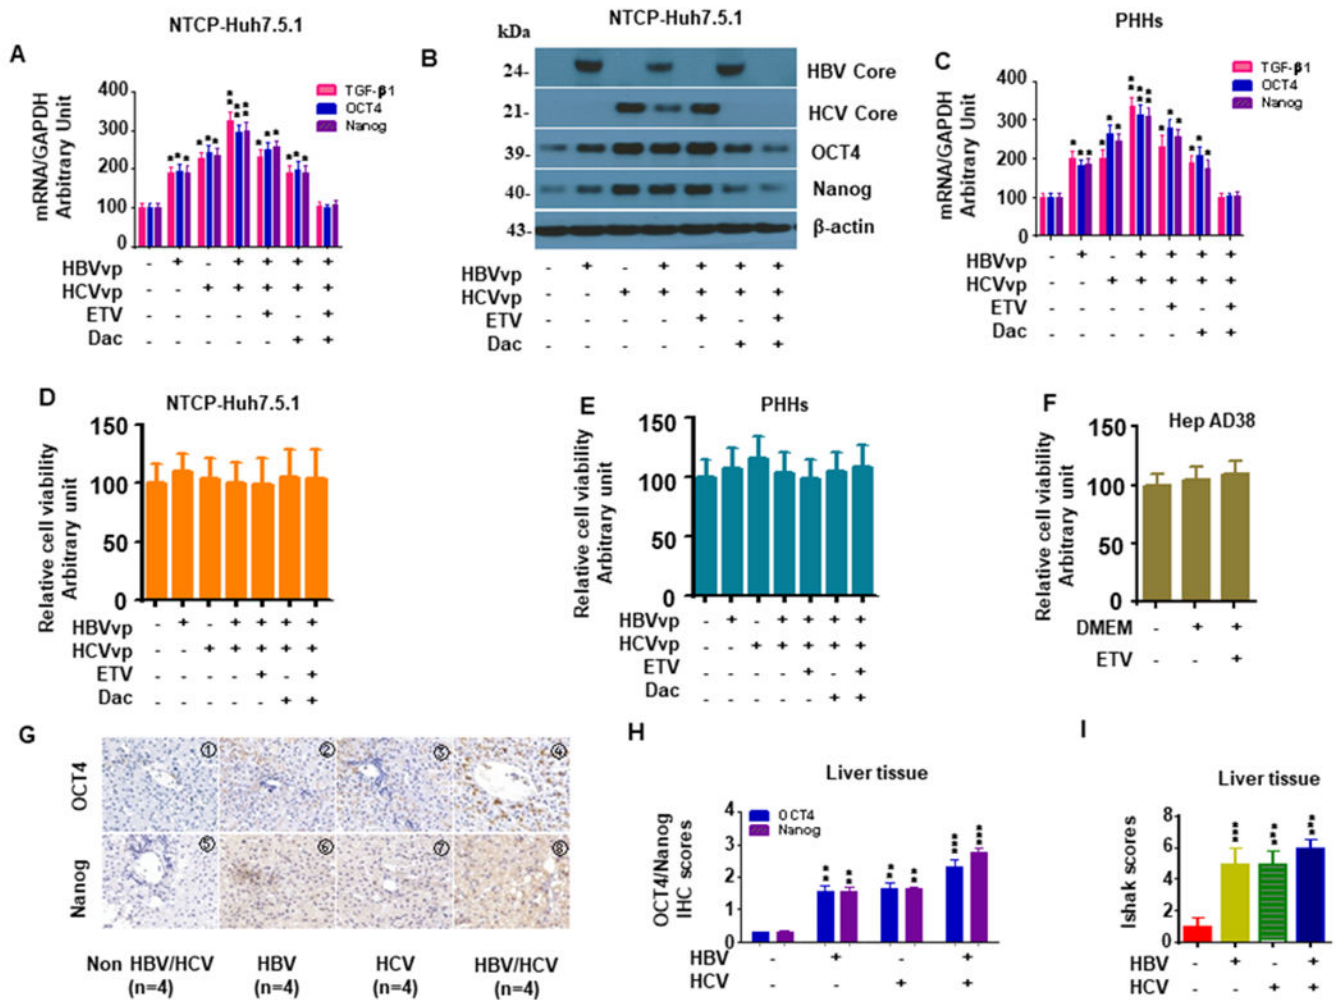 A
NTCP-Huh7.5.1
mRNA/GAPDH
Arbitrary Unit
400
300
200
100
0
** ** **
* * * * * * * * * * * *
TGF-β1
OCT4
Nanog
HBVvp - + - + + + +
HCVvp - - + + + + +
ETV - - - - + - +
Dac - - - - - + +
B
NTCP-Huh7.5.1
kDa
24- HBV Core
21- HCV Core
39- OCT4
40- Nanog
43- β-actin
HBVvp - + - + + + +
HCVvp - - + + + + +
ETV - - - - + - +
Dac - - - - - + +
C
PHHs
mRNA/GAPDH
Arbitrary Unit
400
300
200
100
0
** ** **
* * * * * * * * * * * *
TGF-β1
OCT4
Nanog
HBVvp - + - + + + +
HCVvp - - + + + + +
ETV - - - - + - +
Dac - - - - - + +
D
NTCP-Huh7.5.1
Relative cell viability
Arbitrary unit
150
100
50
0
HBVvp - + - + + + +
HCVvp - - + + + + +
ETV - - - - + - +
Dac - - - - - + +
E
PHHs
Relative cell viability
Arbitrary unit
150
100
50
0
HBVvp - + - + + + +
HCVvp - - + + + + +
ETV - - - - + - +
Dac - - - - - + +
F
Hep AD38
Relative cell viability
Arbitrary unit
150
100
50
0
DMEM - + +
ETV - - +
G
OCT4
① ② ③ ④
Nanog
⑤ ⑥ ⑦ ⑧
Non HBV/HCV HBV HCV HBV/HCV
(n=4) (n=4) (n=4) (n=4)
H
Liver tissue
OCT4/Nanog
IHC scores
4
3
2
1
0
OCT4
Nanog
** ** ** ** *** ***
HBV - + - +
HCV - - + +
I
Liver tissue
Ishak scores
8
6
4
2
0
*** *** ***
HBV - + - +
HCV - - + +